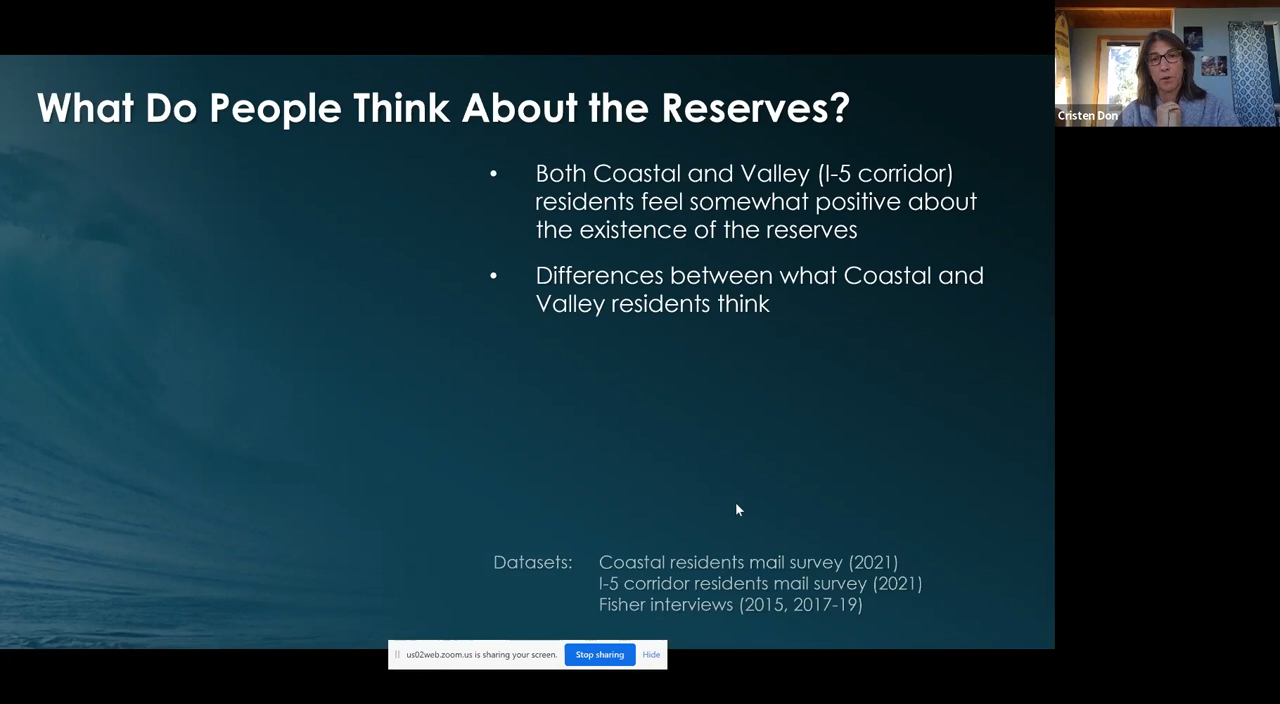 What Do People Think About the Reserves?
• Both Coastal and Valley (I-5 corridor)
residents feel somewhat positive about
the existence of the reserves
• Differences between what Coastal and
Valley residents think
Datasets: Coastal residents mail survey (2021)
I-5 corridor residents mail survey (2021)
Fisher interviews (2015, 2017-19)
us02web.zoom.us is sharing your screen. Stop sharing Hide
Cristen Don